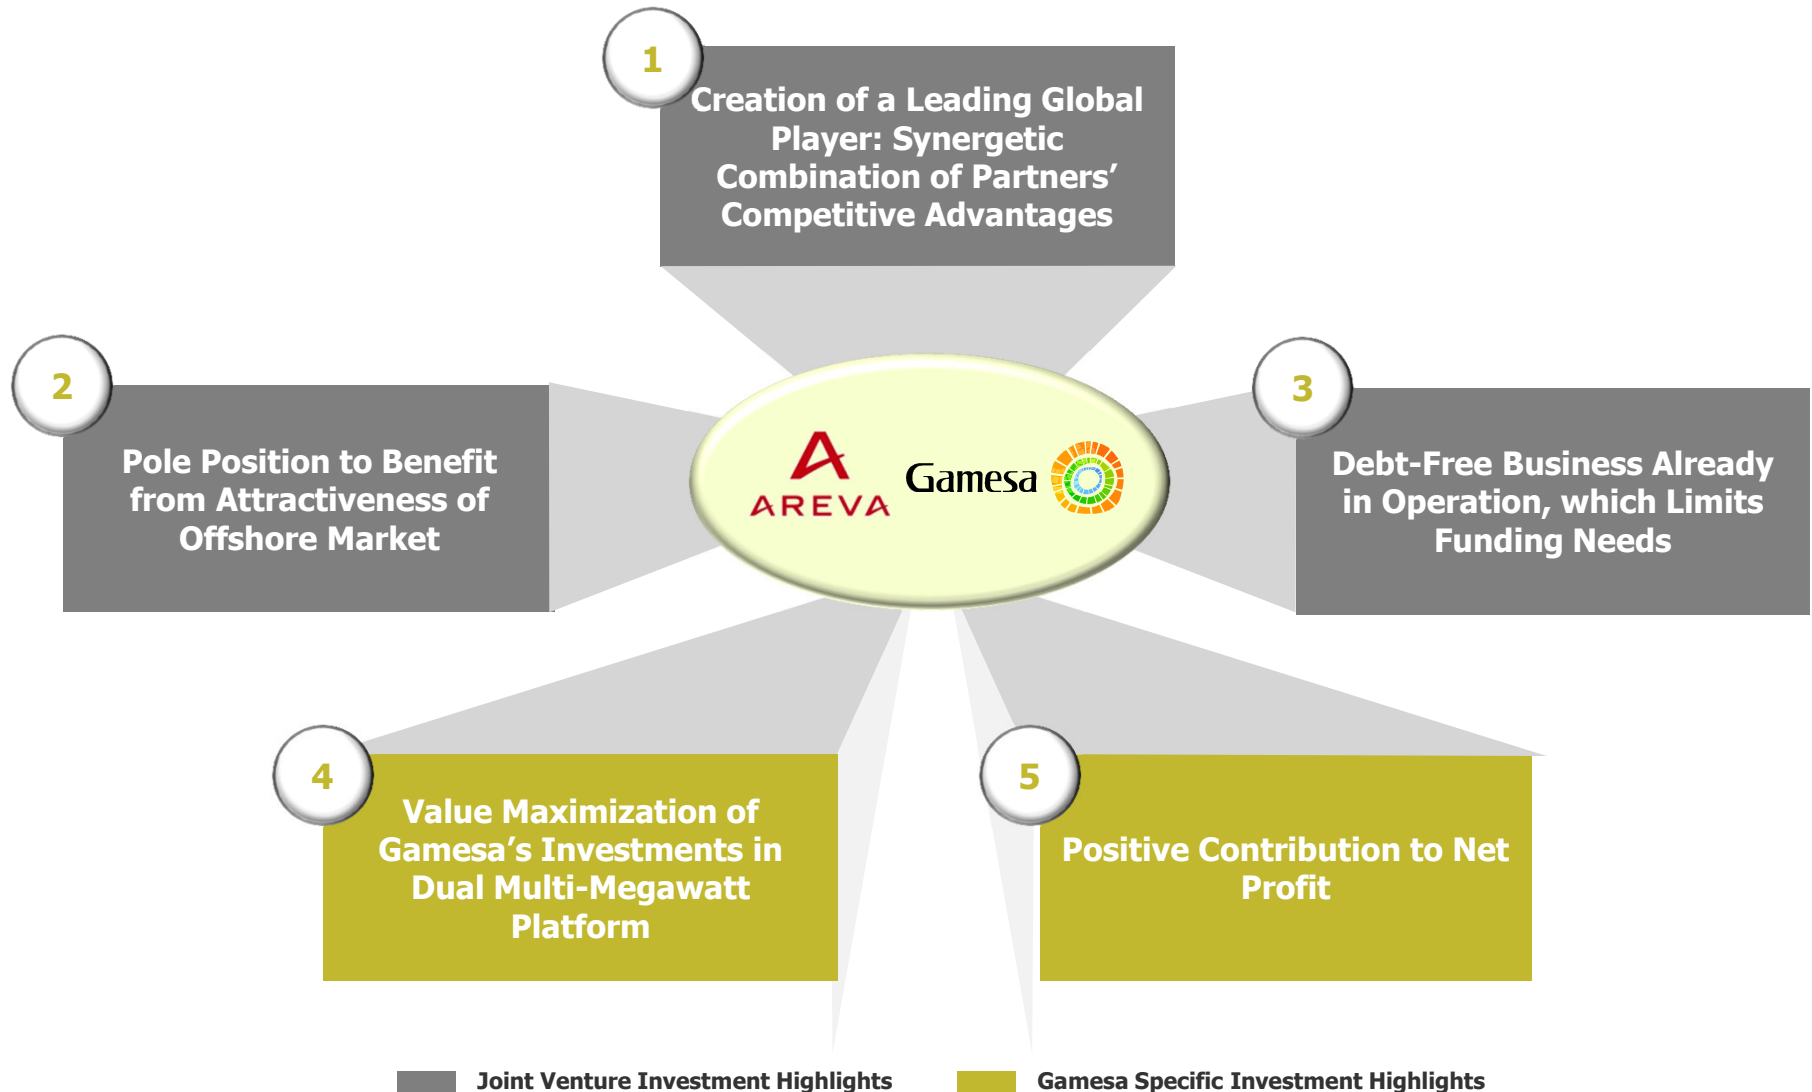 1
Creation of a Leading Global
Player: Synergetic
Combination of Partners’
Competitive Advantages
2
Pole Position to Benefit
from Attractiveness of
Offshore Market
AREVA
Gamesa
3
Debt-Free Business Already
in Operation, which Limits
Funding Needs
4
Value Maximization of
Gamesa’s Investments in
Dual Multi-Megawatt
Platform
5
Positive Contribution to Net
Profit
Joint Venture Investment Highlights
Gamesa Specific Investment Highlights